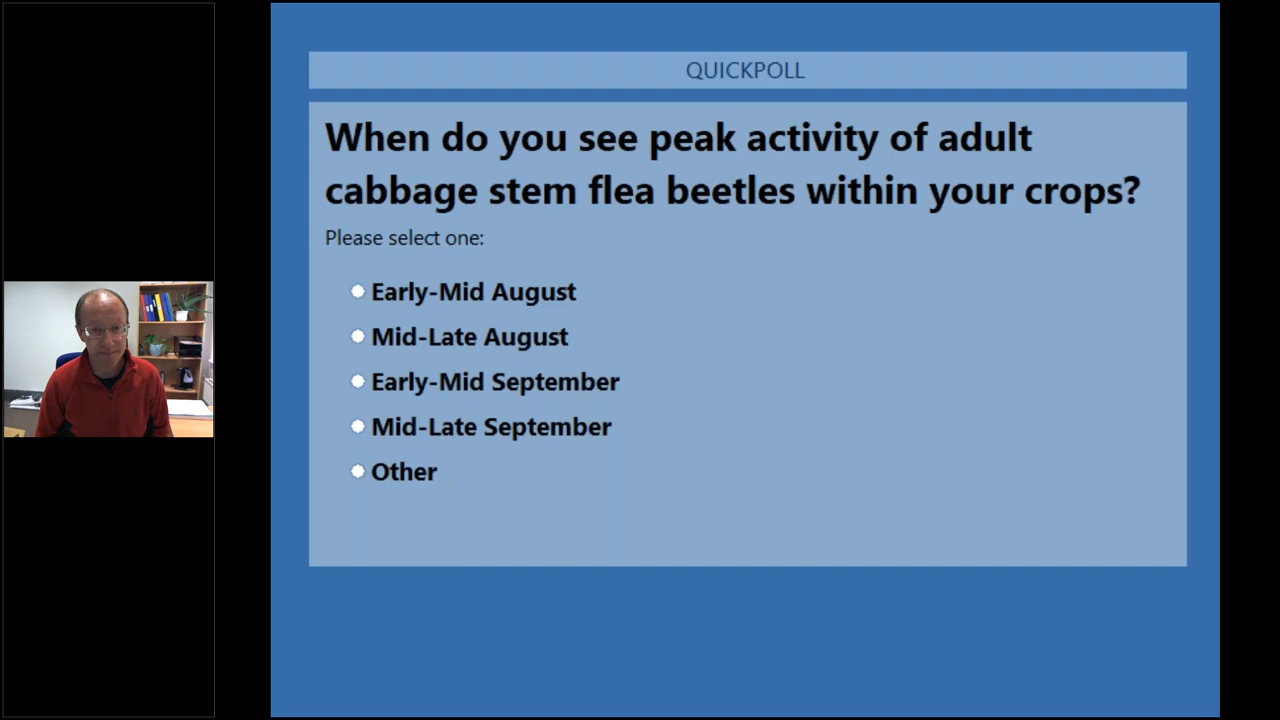 QUICKPOLL
When do you see peak activity of adult
cabbage stem flea beetles within your crops?
Please select one:
Early-Mid August
Mid-Late August
Early-Mid September
Mid-Late September
Other